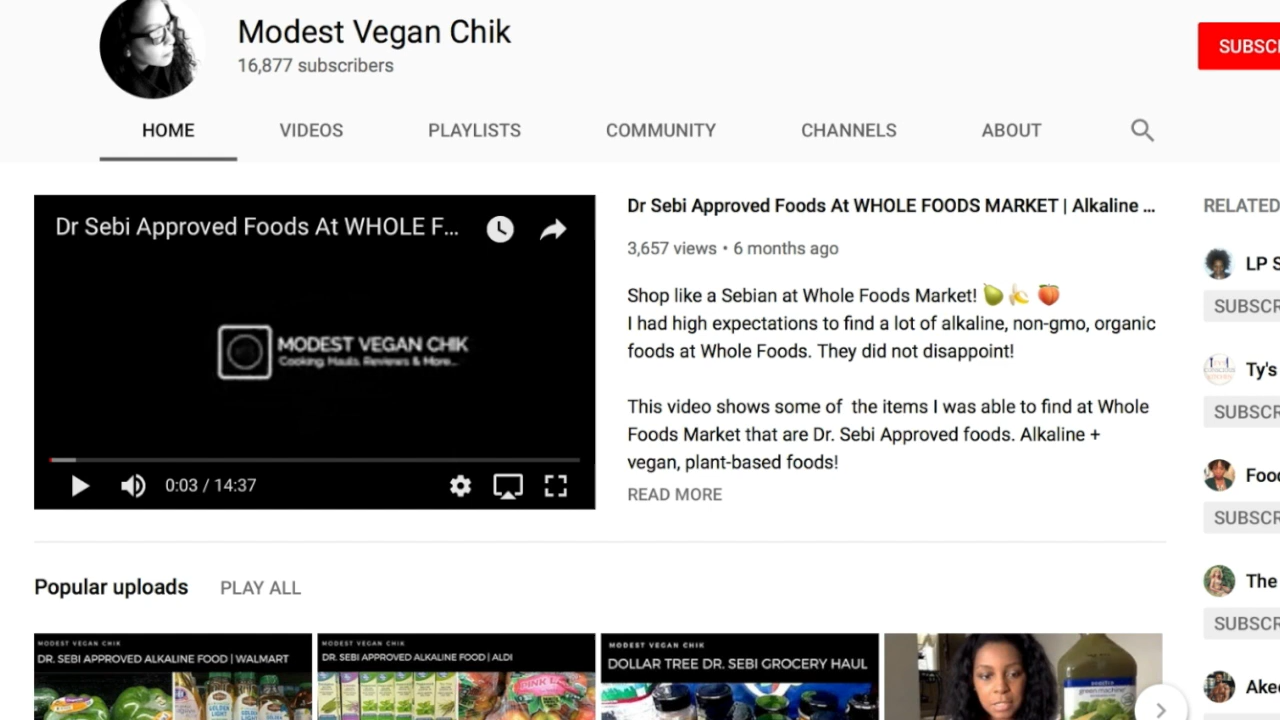 Modest Vegan Chik
16,877 subscribers
SUBSCR
HOME
VIDEOS
PLAYLISTS
COMMUNITY
CHANNELS
ABOUT
Dr Sebi Approved Foods At WHOLE F...
MODEST VEGAN CHIK
Cooking, Hauls, Reviews & More...
0:03 / 14:37
Dr Sebi Approved Foods At WHOLE FOODS MARKET | Alkaline ...
3,657 views • 6 months ago
Shop like a Sebian at Whole Foods Market! 🍐🍌 🍑
I had high expectations to find a lot of alkaline, non-gmo, organic
foods at Whole Foods. They did not disappoint!
This video shows some of the items I was able to find at Whole
Foods Market that are Dr. Sebi Approved foods. Alkaline +
vegan, plant-based foods!
READ MORE
RELATED
LP S
SUBSCR
Ty's
SUBSCR
Food
SUBSCR
The
SUBSCR
Akee
Popular uploads
PLAY ALL
MODEST VEGAN CHIK
DR. SEBI APPROVED ALKALINE FOOD | WALMART
MODEST VEGAN CHIK
DR. SEBI APPROVED ALKALINE FOOD | ALDI
MODEST VEGAN CHIK
DOLLAR TREE DR. SEBI GROCERY HAUL
green machine